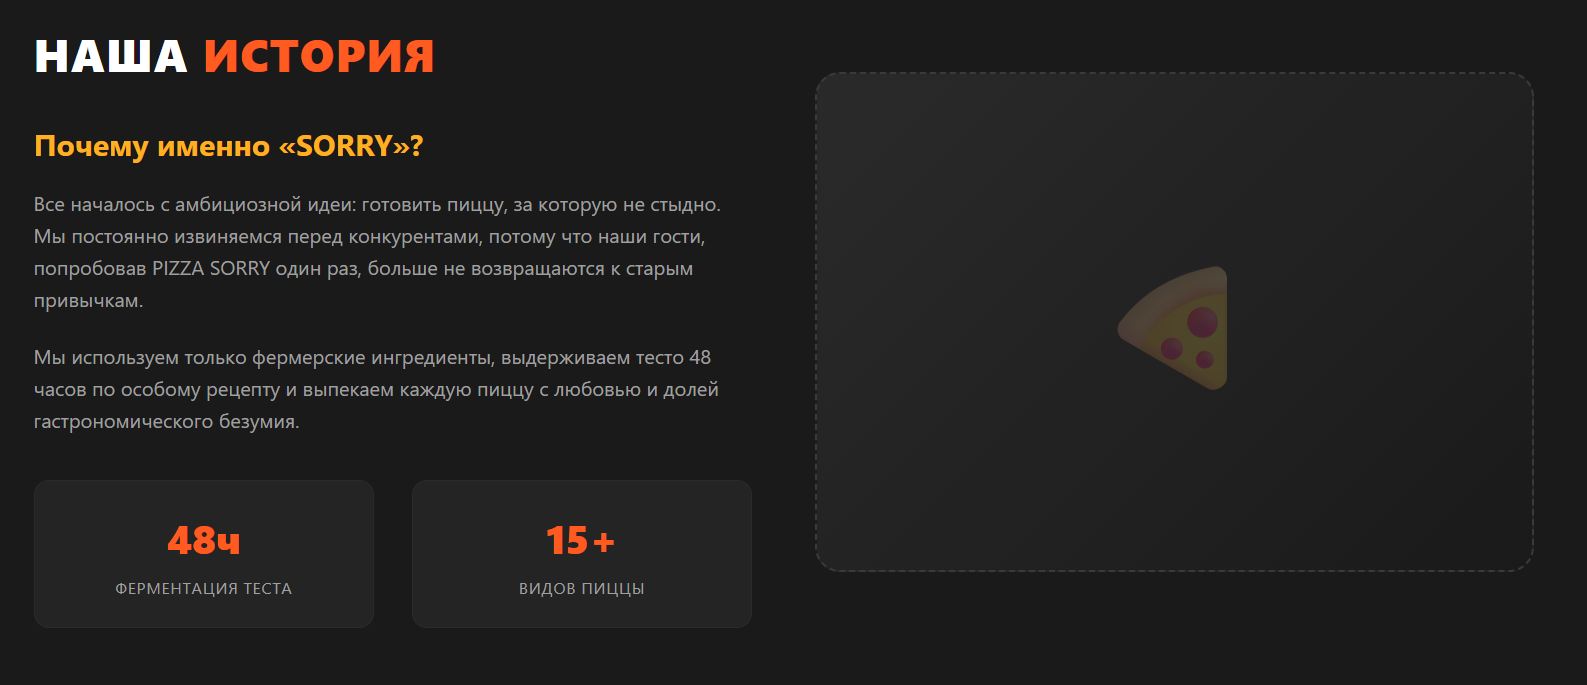 НАША ИСТОРИЯ
Почему именно «SORRY»?
Все началось с амбициозной идеи: готовить пиццу, за которую не стыдно.
Мы постоянно извиняемся перед конкурентами, потому что наши гости,
попробовав PIZZA SORRY один раз, больше не возвращаются к старым
привычкам.
Мы используем только фермерские ингредиенты, выдерживаем тесто 48
часов по особому рецепту и выпекаем каждую пиццу с любовью и долей
гастрономического безумия.
48ч
ФЕРМЕНТАЦИЯ ТЕСТА
15+
ВИДОВ ПИЦЦЫ